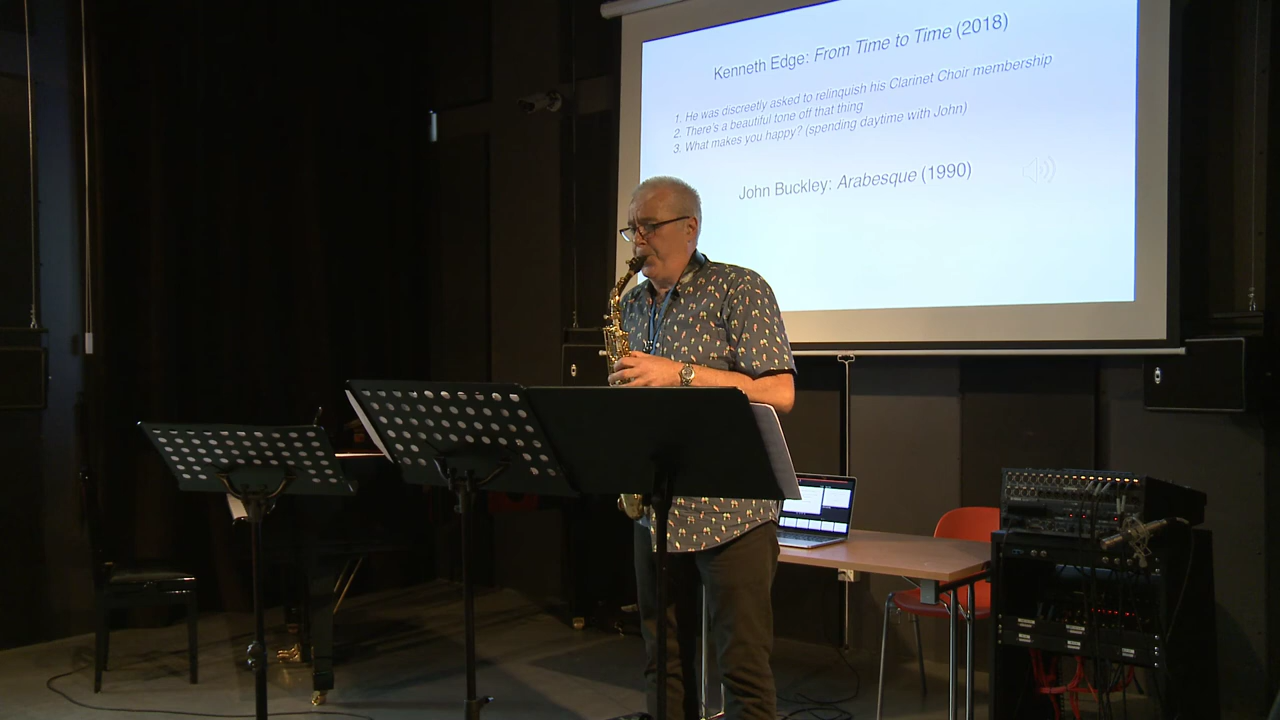 Kenneth Edge: From Time to Time (2018)
1. He was discreetly asked to relinquish his Clarinet Choir membership
2. There's a beautiful tone off that thing
3. What makes you happy? (spending daytime with John)
John Buckley: Arabesque (1990)